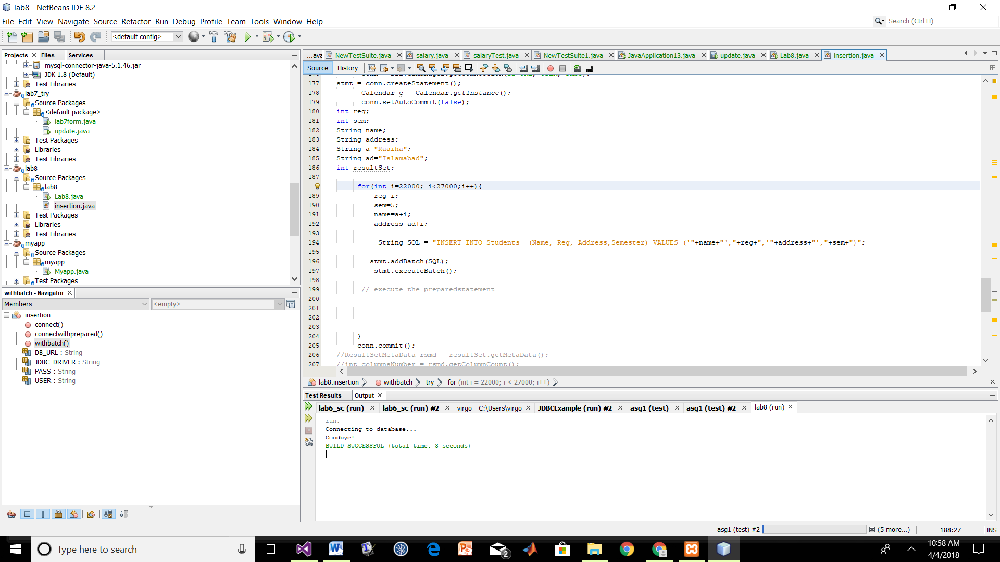 lab8 - NetBeans IDE 8.2
File Edit View Navigate Source Refactor Run Debug Profile Team Tools Window Help
Search (Ctrl+I)
<default config>
Projects Files Services
mysql-connector-java-5.1.46.jar
JDK 1.8 (Default)
Test Libraries
lab7_try
Source Packages
<default package>
lab7form.java
update.java
Test Packages
Libraries
Test Libraries
lab8
Source Packages
lab8
Lab8.java
insertion.java
Test Packages
Libraries
Test Libraries
myapp
Source Packages
myapp
Myapp.java
Test Packages
withbatch - Navigator
Members
<empty>
insertion
connect()
connectwithprepared()
withbatch()
DB_URL : String
JDBC_DRIVER : String
PASS : String
USER : String
...ava NewTestSuite.java salary.java salaryTest.java NewTestSuite1.java JavaApplication13.java update.java Lab8.java insertion.java
Source History
177 stmt = conn.createStatement();
178 Calendar c = Calendar.getInstance();
179 conn.setAutoCommit(false);
180 int reg;
181 int sem;
182 String name;
183 String address;
184 String a="Raaiha";
185 String ad="Islamabad";
186 int resultSet;
187
for(int i=22000; i<27000;i++){
189 reg=i;
190 sem=5;
191 name=a+i;
192 address=ad+i;
193
194 String SQL = "INSERT INTO Students  (Name, Reg, Address,Semester) VALUES ('"+name+"',"+reg+",'"+address+"',"+sem+")";
195
196 stmt.addBatch(SQL);
197 stmt.executeBatch();
198
199 // execute the preparedstatement
200
201
202
203
204 }
205 conn.commit();
206 //ResultSetMetaData rsmd = resultSet.getMetaData();
207 //int columnsNumber = rsmd.getColumnCount();
lab8.insertion withbatch try for (int i = 22000; i < 27000; i++)
Test Results Output
lab6_sc (run) lab6_sc (run) #2 virgo - C:\Users\virgo JDBCExample (run) #2 asg1 (test) asg1 (test) #2 lab8 (run)
run:
Connecting to database...
Goodbye!
BUILD SUCCESSFUL (total time: 3 seconds)
asg1 (test) #2 (5 more...) 188:27 INS
Type here to search
2
10:58 AM
4/4/2018